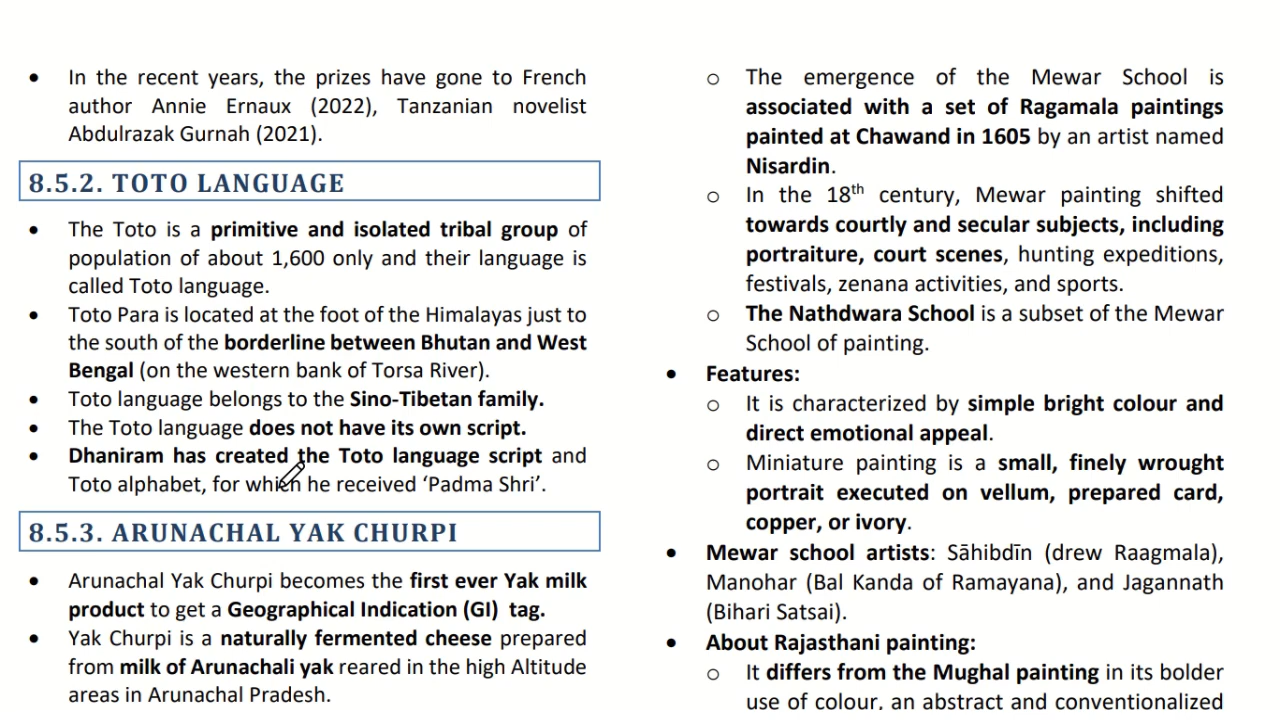 • In the recent years, the prizes have gone to French
author Annie Ernaux (2022), Tanzanian novelist
Abdulrazak Gurnah (2021).
8.5.2. TOTO LANGUAGE
• The Toto is a primitive and isolated tribal group of
population of about 1,600 only and their language is
called Toto language.
• Toto Para is located at the foot of the Himalayas just to
the south of the borderline between Bhutan and West
Bengal (on the western bank of Torsa River).
• Toto language belongs to the Sino-Tibetan family.
• The Toto language does not have its own script.
• Dhaniram has created the Toto language script and
Toto alphabet, for which he received ‘Padma Shri’.
8.5.3. ARUNACHAL YAK CHURPI
• Arunachal Yak Churpi becomes the first ever Yak milk
product to get a Geographical Indication (GI) tag.
• Yak Churpi is a naturally fermented cheese prepared
from milk of Arunachali yak reared in the high Altitude
areas in Arunachal Pradesh.
o The emergence of the Mewar School is
associated with a set of Ragamala paintings
painted at Chawand in 1605 by an artist named
Nisardin.
o In the 18th century, Mewar painting shifted
towards courtly and secular subjects, including
portraiture, court scenes, hunting expeditions,
festivals, zenana activities, and sports.
o The Nathdwara School is a subset of the Mewar
School of painting.
• Features:
o It is characterized by simple bright colour and
direct emotional appeal.
o Miniature painting is a small, finely wrought
portrait executed on vellum, prepared card,
copper, or ivory.
• Mewar school artists: Sāhibdīn (drew Raagmala),
Manohar (Bal Kanda of Ramayana), and Jagannath
(Bihari Satsai).
• About Rajasthani painting:
o It differs from the Mughal painting in its bolder
use of colour, an abstract and conventionalized